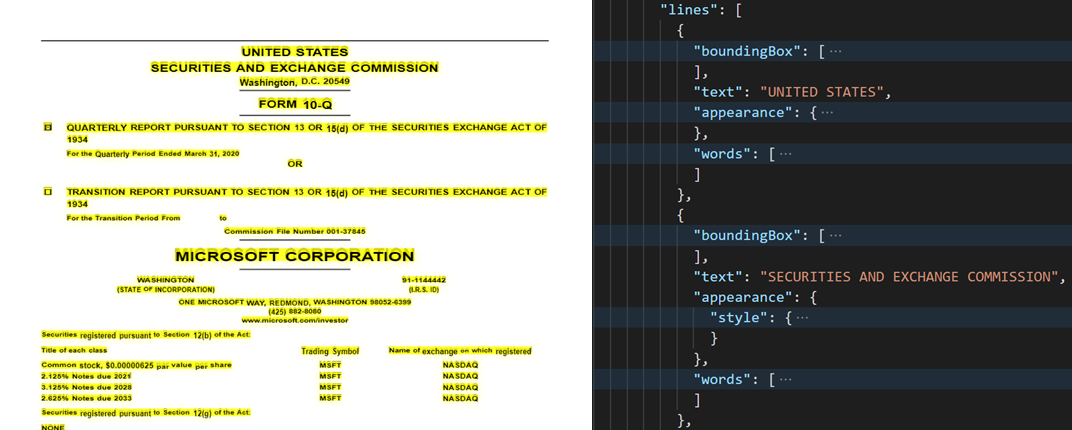 UNITED STATES
SECURITIES AND EXCHANGE COMMISSION
Washington, D.C. 20549
FORM 10-Q
QUARTERLY REPORT PURSUANT TO SECTION 13 OR 15(d) OF THE SECURITIES EXCHANGE ACT OF
1934
For the Quarterly Period Ended March 31, 2020
OR
TRANSITION REPORT PURSUANT TO SECTION 13 OR 15(d) OF THE SECURITIES EXCHANGE ACT OF
1934
For the Transition Period From to
Commission File Number 001-37845
MICROSOFT CORPORATION
WASHINGTON 91-1144442
(STATE OF INCORPORATION) (I.R.S. ID)
ONE MICROSOFT WAY, REDMOND, WASHINGTON 98052-6399
(425) 882-8080
www.microsoft.com/investor
Securities registered pursuant to Section 12(b) of the Act:
Title of each class Trading Symbol Name of exchange on which registered
Common stock, $0.00000625 par value per share MSFT NASDAQ
2.125% Notes due 2021 MSFT NASDAQ
3.125% Notes due 2028 MSFT NASDAQ
2.625% Notes due 2033 MSFT NASDAQ
Securities registered pursuant to Section 12(g) of the Act:
NONE
"lines": [
{
"boundingBox": [ ···
],
"text": "UNITED STATES",
"appearance": { ···
},
"words": [ ···
]
},
{
"boundingBox": [ ···
],
"text": "SECURITIES AND EXCHANGE COMMISSION",
"appearance": {
"style": { ···
}
},
"words": [ ···
]
},